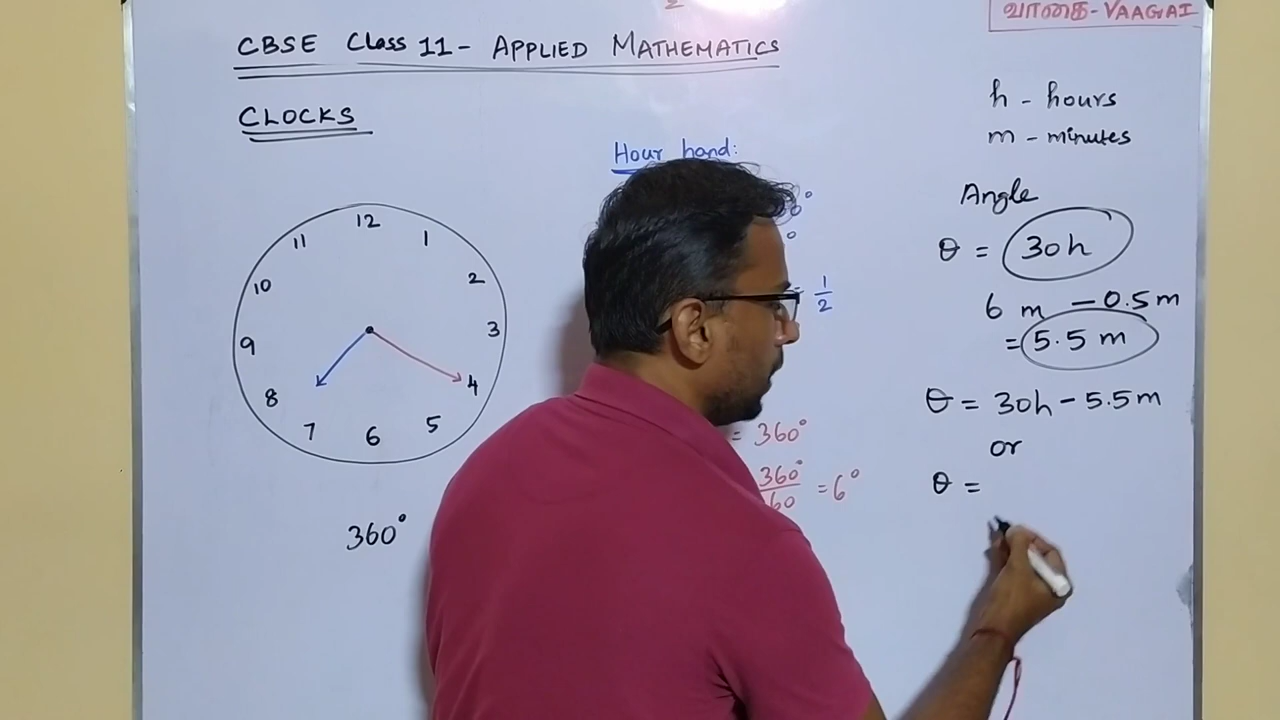 வாகை-VAAGAI
CBSE Class 11 - APPLIED MATHEMATICS
CLOCKS
12
1
2
3
4
5
6
7
8
9
10
11
360°
Hour hand:
1/2
= 360°
360°/60 = 6°
h - hours
m - minutes
Angle
θ = 30h
6 m - 0.5 m
= 5.5 m
θ = 30h - 5.5 m
or
θ =